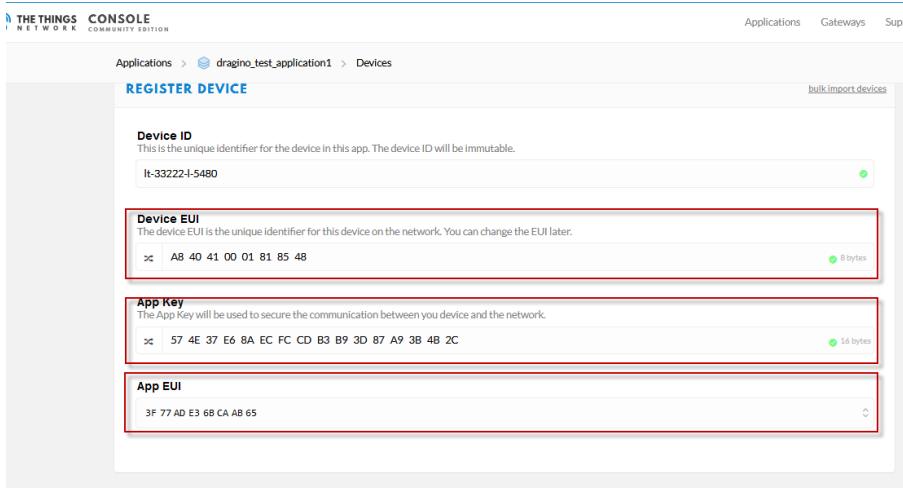 THE THINGS NETWORK CONSOLE COMMUNITY EDITION
Applications Gateways Sup
Applications > dragino_test_application1 > Devices
REGISTER DEVICE bulk import devices
Device ID
This is the unique identifier for the device in this app. The device ID will be immutable.
lt-33222-l-5480
Device EUI
The device EUI is the unique identifier for this device on the network. You can change the EUI later.
A8 40 41 00 01 81 85 48 8 bytes
App Key
The App Key will be used to secure the communication between you device and the network.
57 4E 37 E6 8A EC FC CD B3 B9 3D 87 A9 3B 4B 2C 16 bytes
App EUI
3F 77 AD E3 6B CA AB 65